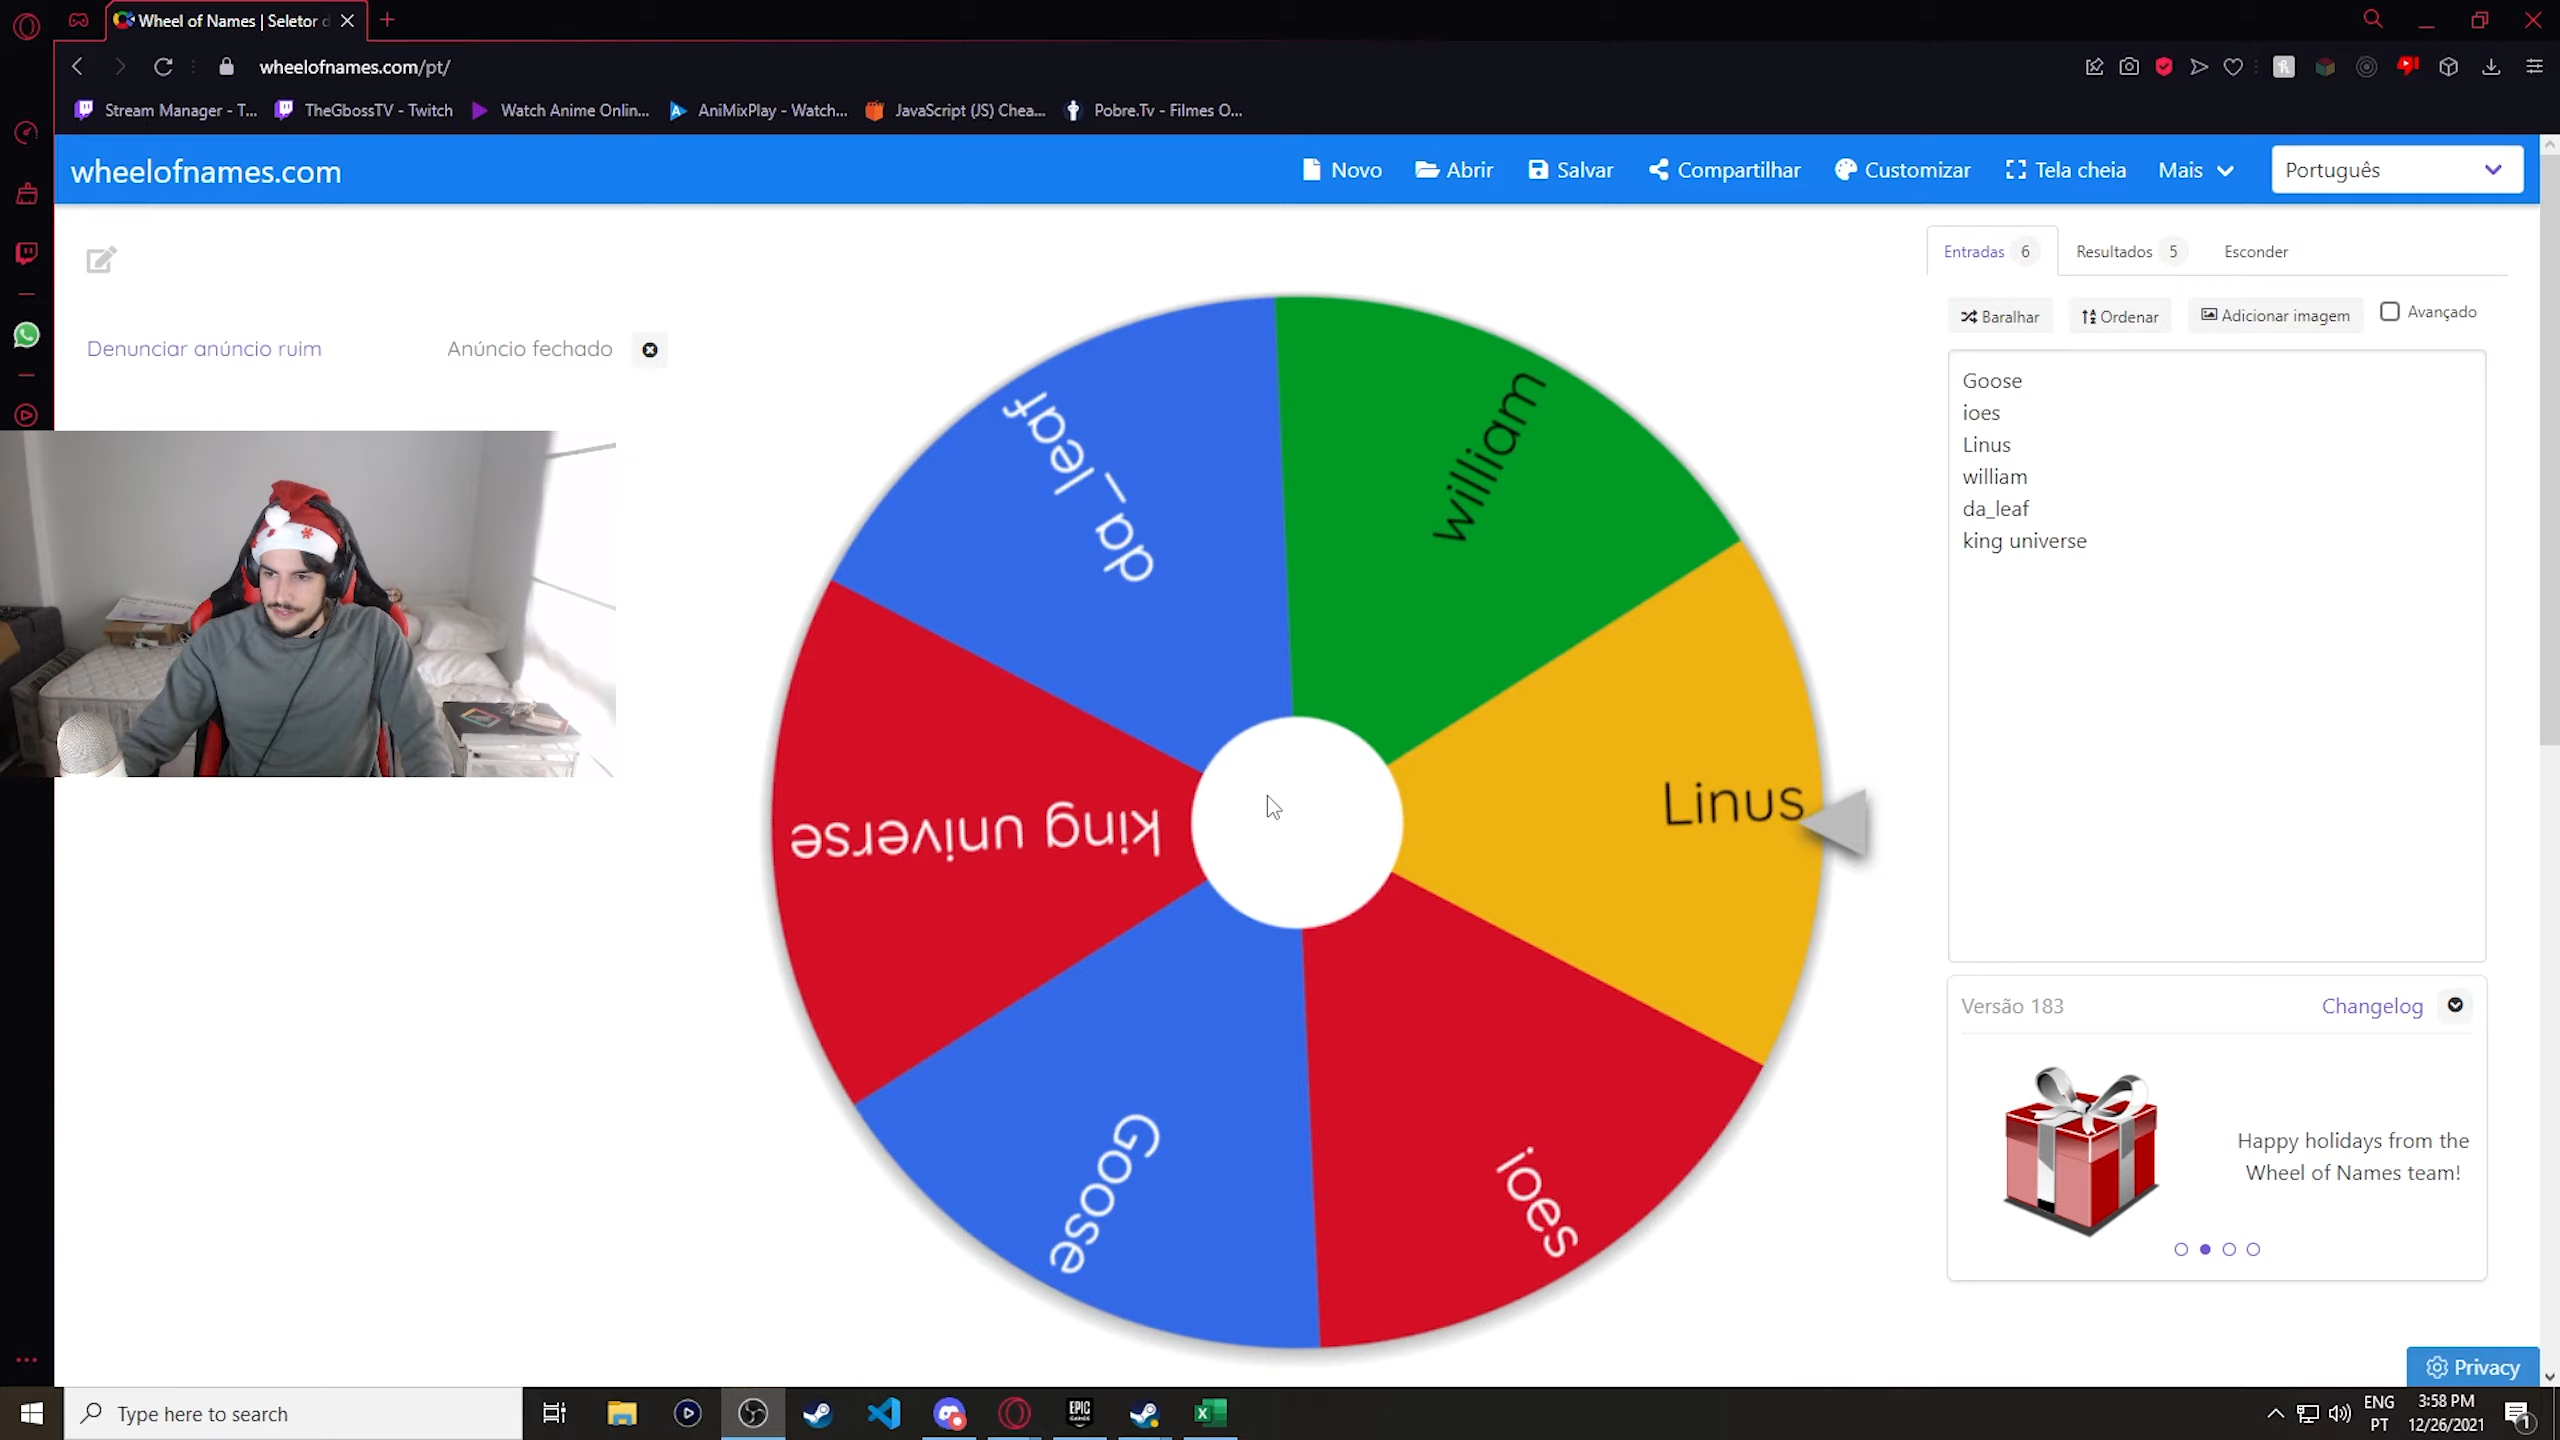 Wheel of Names | Seletor d
wheelofnames.com/pt/
Stream Manager - T...
TheGbossTV - Twitch
Watch Anime Onlin...
AniMixPlay - Watch...
JavaScript (JS) Chea...
Pobre.Tv - Filmes O...
wheelofnames.com
Novo
Abrir
Salvar
Compartilhar
Customizar
Tela cheia
Mais
Português
Entradas 6
Resultados 5
Esconder
Denunciar anúncio ruim
Anúncio fechado
Baralhar
Ordenar
Adicionar imagem
Avançado
Goose
ioes
Linus
william
da_leaf
king universe
da_leaf
william
king universe
Linus
Goose
ioes
Versão 183
Changelog
Happy holidays from the
Wheel of Names team!
Privacy
Type here to search
EPIC
GAMES
ENG
PT
3:58 PM
12/26/2021
1